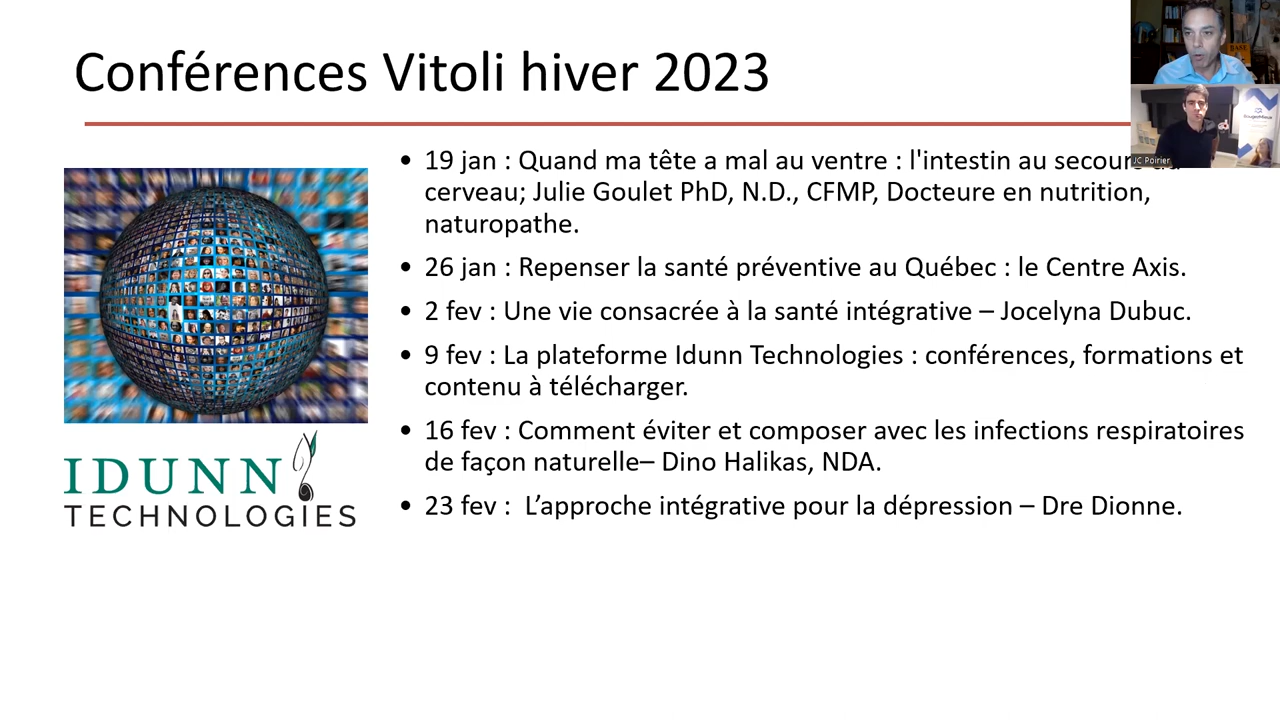 Conférences Vitoli hiver 2023
• 19 jan : Quand ma tête a mal au ventre : l'intestin au secours
cerveau; Julie Goulet PhD, N.D., CFMP, Docteure en nutrition,
naturopathe.
• 26 jan : Repenser la santé préventive au Québec : le Centre Axis.
• 2 fev : Une vie consacrée à la santé intégrative – Jocelyna Dubuc.
• 9 fev : La plateforme Idunn Technologies : conférences, formations et
contenu à télécharger.
• 16 fev : Comment éviter et composer avec les infections respiratoires
de façon naturelle– Dino Halikas, NDA.
• 23 fev :  L’approche intégrative pour la dépression – Dre Dionne.
IDUNN
TECHNOLOGIES
JC Poirier